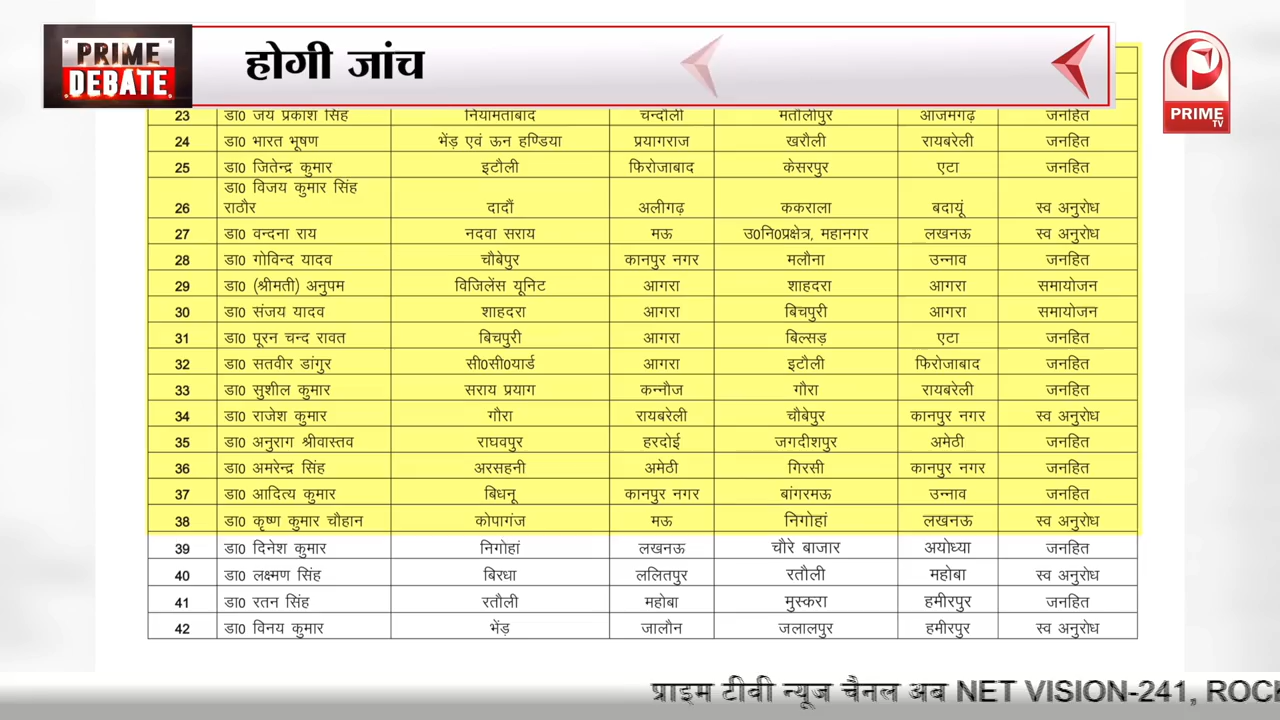 PRIME
DEBATE
होगी जांच
PRIME
TV
23 डा0 जय प्रकाश सिंह नियामताबाद चन्दौली मतौलीपुर आजमगढ़ जनहित
24 डा0 भारत भूषण भेंड़ एवं ऊन हण्डिया प्रयागराज खरौली रायबरेली जनहित
25 डा0 जितेन्द्र कुमार इटौली फिरोजाबाद केसरपुर एटा जनहित
26 डा0 विजय कुमार सिंह राठौर दादौं अलीगढ़ ककराला बदायूं स्व अनुरोध
27 डा0 वन्दना राय नदवा सराय मऊ उ0नि0प्रक्षेत्र, महानगर लखनऊ स्व अनुरोध
28 डा0 गोविन्द यादव चौबेपुर कानपुर नगर मलौना उन्नाव जनहित
29 डा0 (श्रीमती) अनुपम विजिलेंस यूनिट आगरा शाहदरा आगरा समायोजन
30 डा0 संजय यादव शाहदरा आगरा बिचपुरी आगरा समायोजन
31 डा0 पूरन चन्द रावत बिचपुरी आगरा बिल्सड़ एटा जनहित
32 डा0 सतवीर डांगुर सी0सी0यार्ड आगरा इटौली फिरोजाबाद जनहित
33 डा0 सुशील कुमार सराय प्रयाग कन्नौज गौरा रायबरेली जनहित
34 डा0 राजेश कुमार गौरा रायबरेली चौबेपुर कानपुर नगर स्व अनुरोध
35 डा0 अनुराग श्रीवास्तव राघवपुर हरदोई जगदीशपुर अमेठी जनहित
36 डा0 अमरेन्द्र सिंह अरसहनी अमेठी गिरसी कानपुर नगर जनहित
37 डा0 आदित्य कुमार बिधनू कानपुर नगर बांगरमऊ उन्नाव जनहित
38 डा0 कृष्ण कुमार चौहान कोपागंज मऊ निगोहां लखनऊ स्व अनुरोध
39 डा0 दिनेश कुमार निगोहां लखनऊ चौरे बाजार अयोध्या जनहित
40 डा0 लक्ष्मण सिंह बिरधा ललितपुर रतौली महोबा स्व अनुरोध
41 डा0 रतन सिंह रतौली महोबा मुस्करा हमीरपुर जनहित
42 डा0 विनय कुमार भेंड़ जालौन जलालपुर हमीरपुर स्व अनुरोध
प्राइम टीवी न्यूज चैनल अब NET VISION-241,